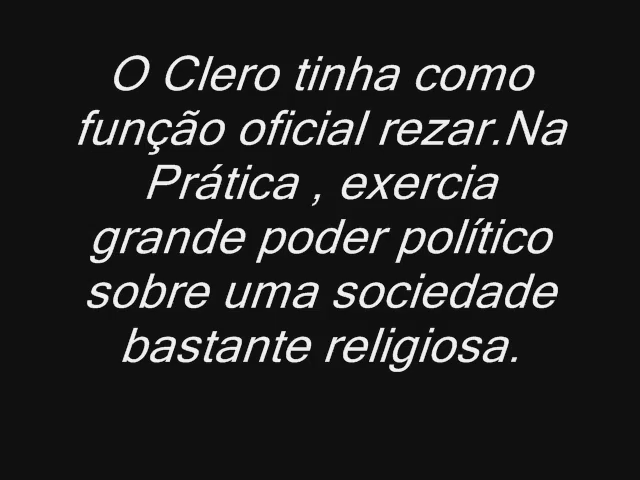 O Clero tinha como
função oficial rezar.Na
Prática , exercia
grande poder político
sobre uma sociedade
bastante religiosa.